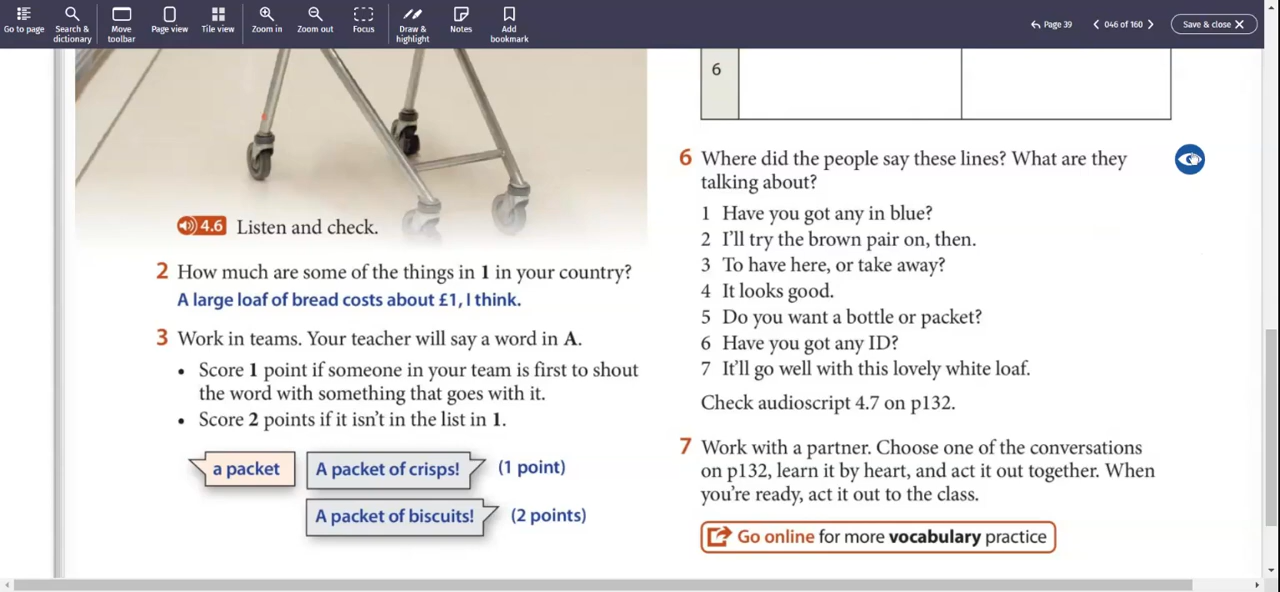 Go to page
Search & dictionary
Move toolbar
Page view
Tile view
Zoom in
Zoom out
Focus
Draw & highlight
Notes
Add bookmark
Page 39
046 of 160
Save & close
4.6 Listen and check.
2 How much are some of the things in 1 in your country?
A large loaf of bread costs about £1, I think.
3 Work in teams. Your teacher will say a word in A.
• Score 1 point if someone in your team is first to shout
the word with something that goes with it.
• Score 2 points if it isn't in the list in 1.
a packet
A packet of crisps! (1 point)
A packet of biscuits! (2 points)
6
6 Where did the people say these lines? What are they
talking about?
1 Have you got any in blue?
2 I'll try the brown pair on, then.
3 To have here, or take away?
4 It looks good.
5 Do you want a bottle or packet?
6 Have you got any ID?
7 It'll go well with this lovely white loaf.
Check audioscript 4.7 on p132.
7 Work with a partner. Choose one of the conversations
on p132, learn it by heart, and act it out together. When
you're ready, act it out to the class.
Go online for more vocabulary practice